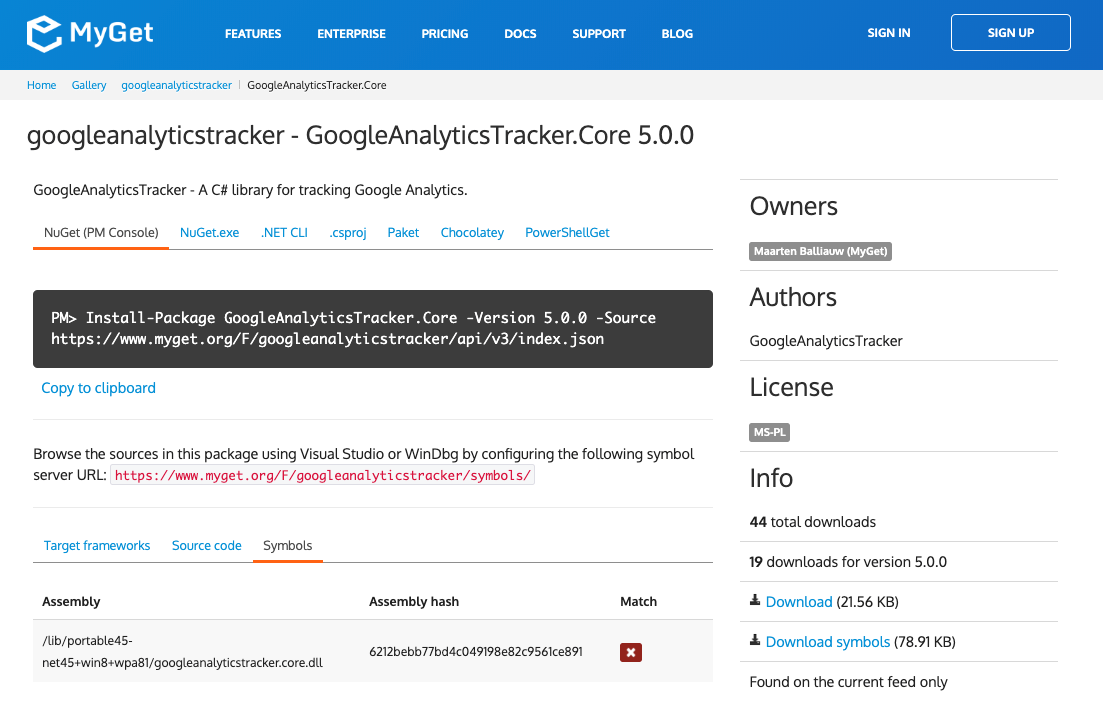 MyGet
FEATURES ENTERPRISE PRICING DOCS SUPPORT BLOG SIGN IN SIGN UP
Home Gallery googleanalyticstracker | GoogleAnalyticsTracker.Core
googleanalyticstracker - GoogleAnalyticsTracker.Core 5.0.0
GoogleAnalyticsTracker - A C# library for tracking Google Analytics.
NuGet (PM Console) NuGet.exe .NET CLI .csproj Paket Chocolatey PowerShellGet
PM> Install-Package GoogleAnalyticsTracker.Core -Version 5.0.0 -Source
https://www.myget.org/F/googleanalyticstracker/api/v3/index.json
Copy to clipboard
Browse the sources in this package using Visual Studio or WinDbg by configuring the following symbol
server URL: https://www.myget.org/F/googleanalyticstracker/symbols/
Target frameworks Source code Symbols
Assembly Assembly hash Match
/lib/portable45-
net45+win8+wpa81/googleanalyticstracker.core.dll
6212bebb77bd4c049198e82c9561ce891
Owners
Maarten Balliauw (MyGet)
Authors
GoogleAnalyticsTracker
License
MS-PL
Info
44 total downloads
19 downloads for version 5.0.0
Download (21.56 KB)
Download symbols (78.91 KB)
Found on the current feed only